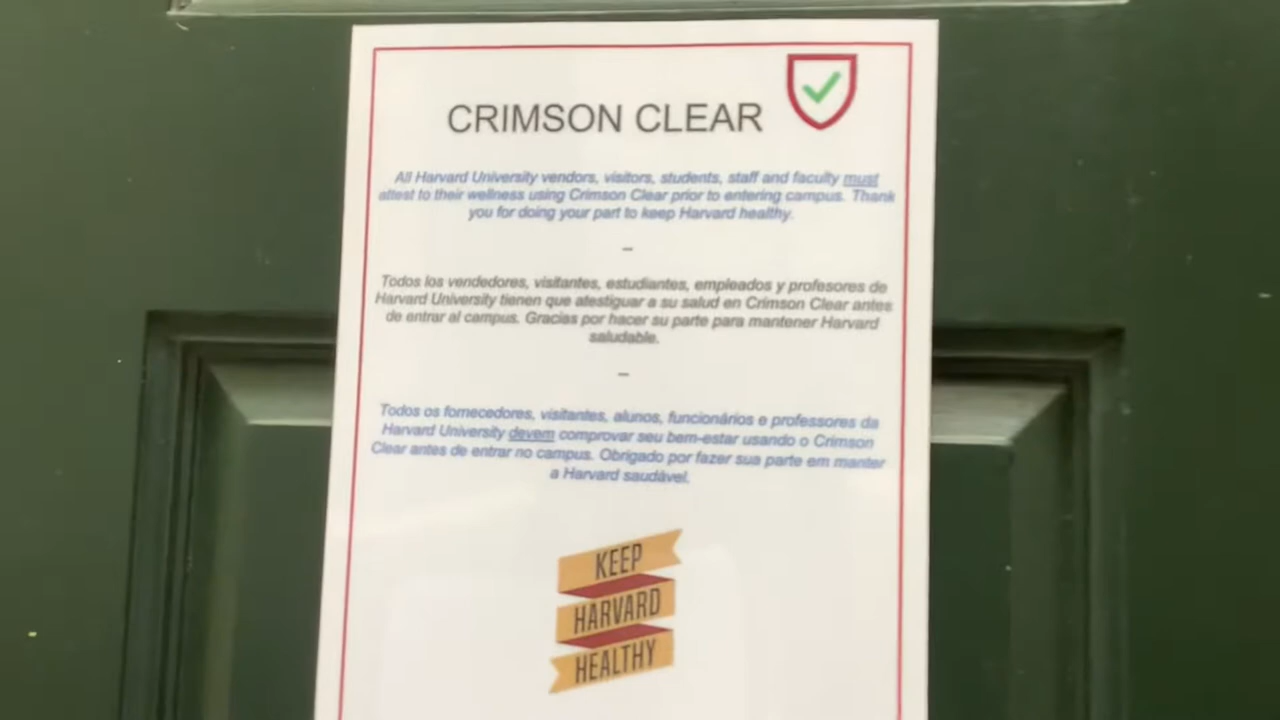 CRIMSON CLEAR
All Harvard University vendors, visitors, students, staff and faculty must
attest to their wellness using Crimson Clear prior to entering campus. Thank
you for doing your part to keep Harvard healthy.
–
Todos los vendedores, visitantes, estudiantes, empleados y profesores de
Harvard University tienen que atestiguar a su salud en Crimson Clear antes
de entrar al campus. Gracias por hacer su parte para mantener Harvard
saludable.
–
Todos os fornecedores, visitantes, alunos, funcionários e professores da
Harvard University devem comprovar seu bem-estar usando o Crimson
Clear antes de entrar no campus. Obrigado por fazer sua parte em manter
a Harvard saudável.
KEEP
HARVARD
HEALTHY